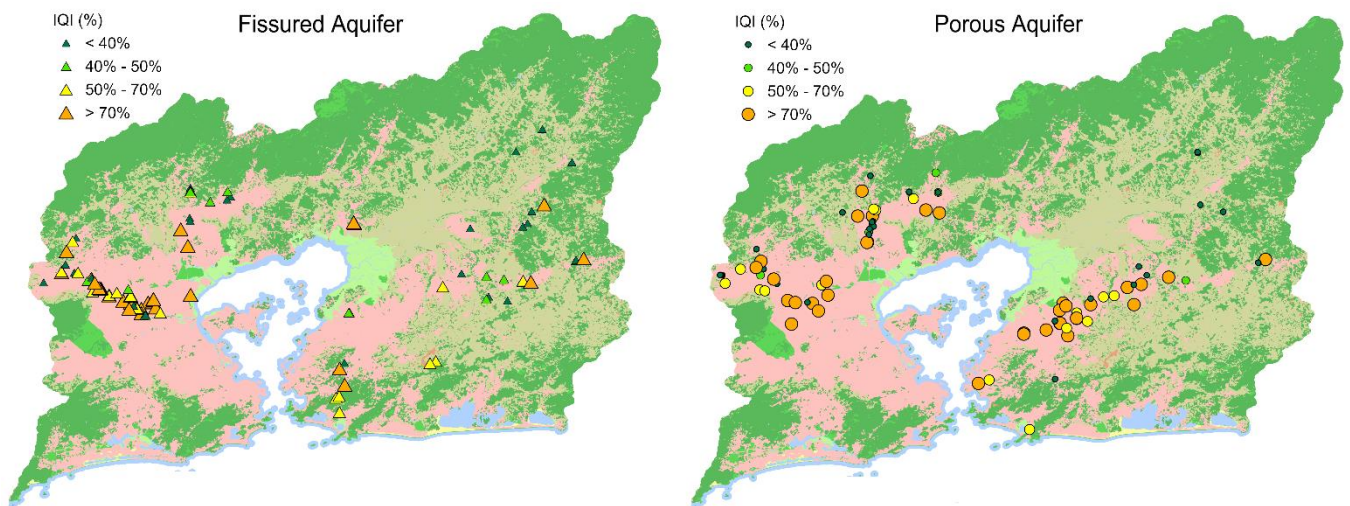 IQI (%)
Fissured Aquifer
< 40%
40% - 50%
50% - 70%
> 70%
IQI (%)
Porous Aquifer
< 40%
40% - 50%
50% - 70%
> 70%